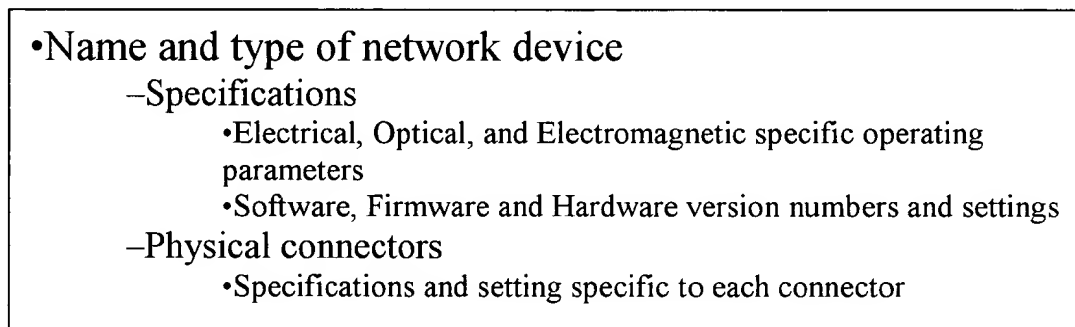 •Name and type of network device
–Specifications
•Electrical, Optical, and Electromagnetic specific operating
parameters
•Software, Firmware and Hardware version numbers and settings
–Physical connectors
•Specifications and setting specific to each connector